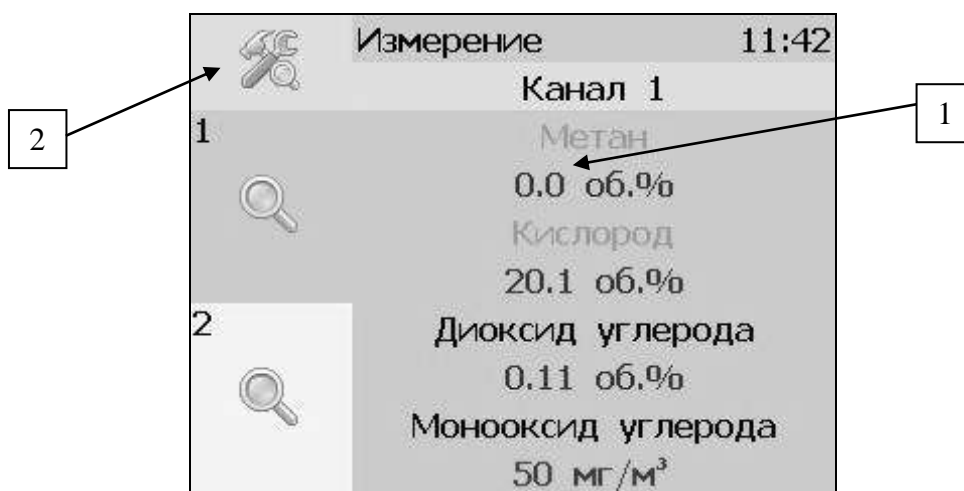 Измерение 11:42
Канал 1
1
2
1
Метан
0.0 об.%
Кислород
20.1 об.%
2
Диоксид углерода
0.11 об.%
Монооксид углерода
50 мг/м³